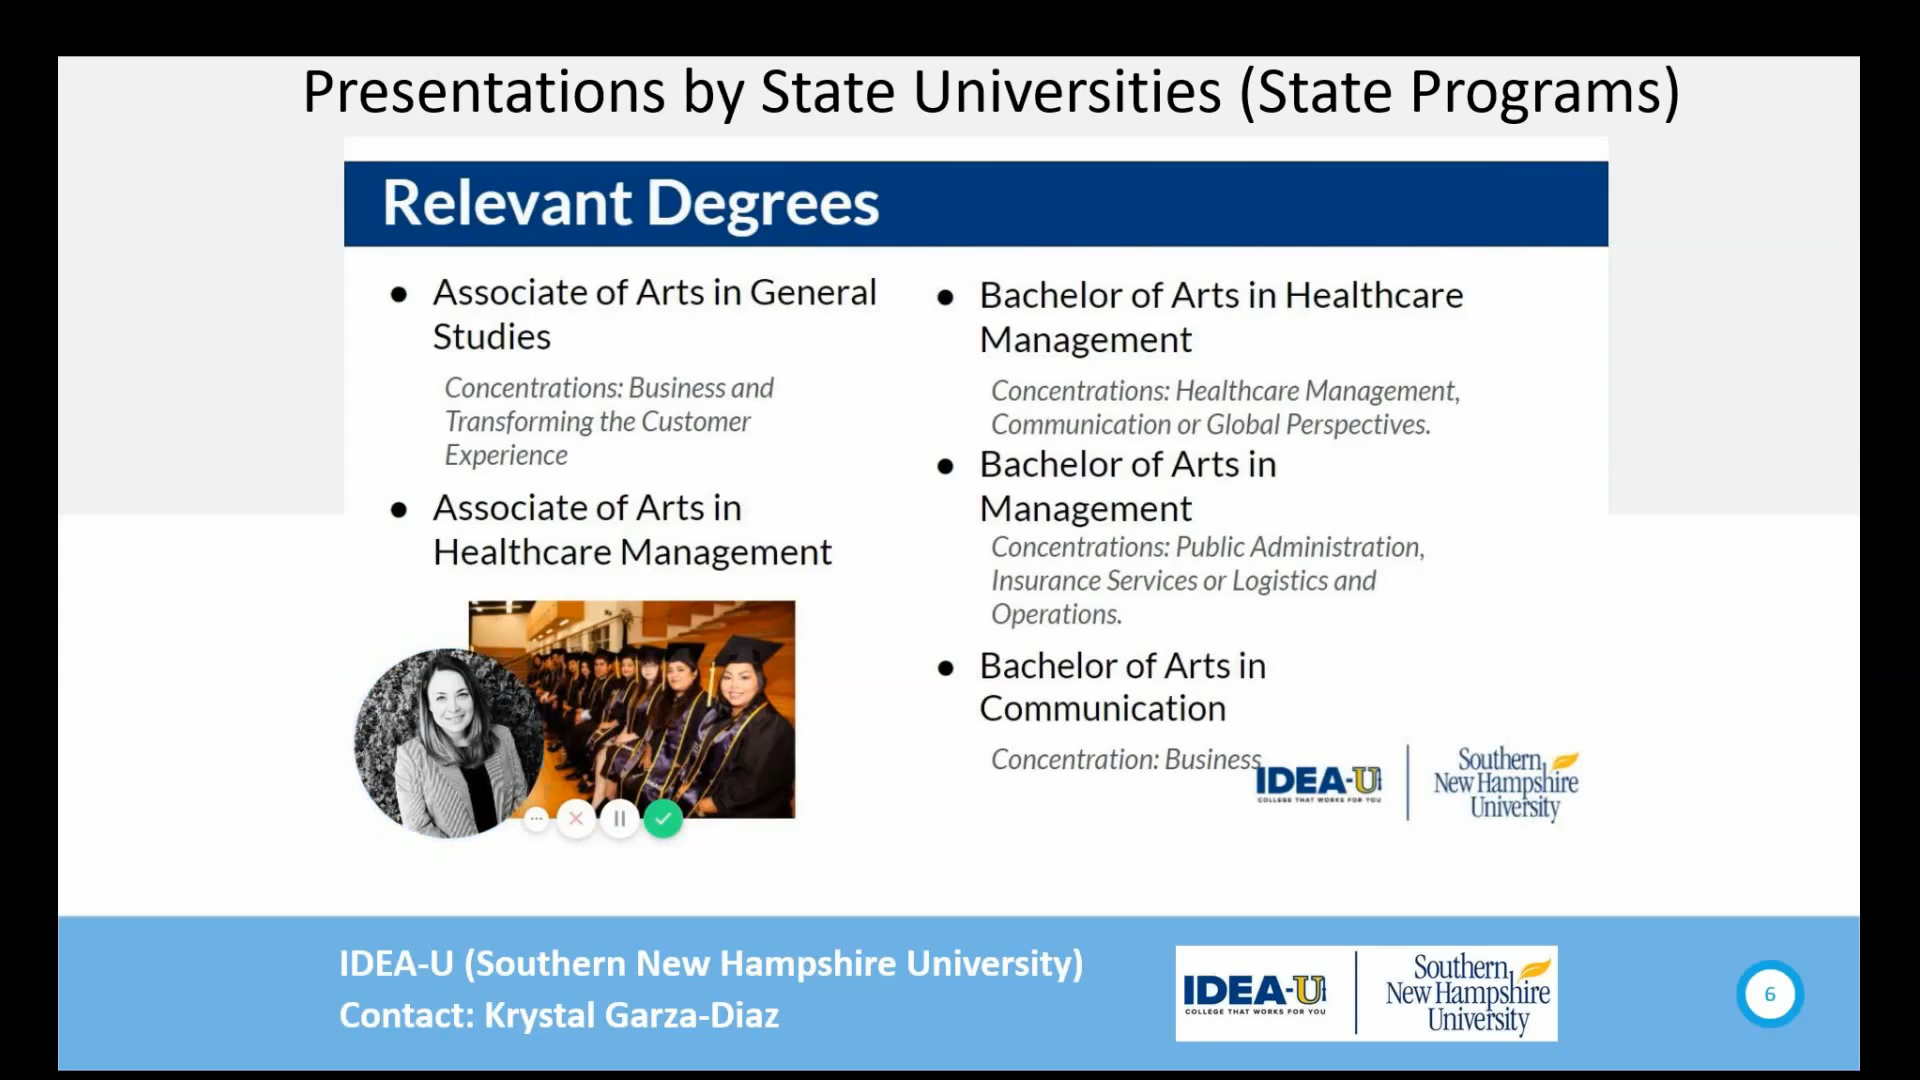 Presentations by State Universities (State Programs)
Relevant Degrees
● Associate of Arts in General
Studies
Concentrations: Business and
Transforming the Customer
Experience
● Associate of Arts in
Healthcare Management
● Bachelor of Arts in Healthcare
Management
Concentrations: Healthcare Management,
Communication or Global Perspectives.
● Bachelor of Arts in
Management
Concentrations: Public Administration,
Insurance Services or Logistics and
Operations.
● Bachelor of Arts in
Communication
Concentration: Business
IDEA-U
COLLEGE THAT WORKS FOR YOU
Southern
New Hampshire
University
IDEA-U (Southern New Hampshire University)
Contact: Krystal Garza-Diaz
IDEA-U
COLLEGE THAT WORKS FOR YOU
Southern
New Hampshire
University
6